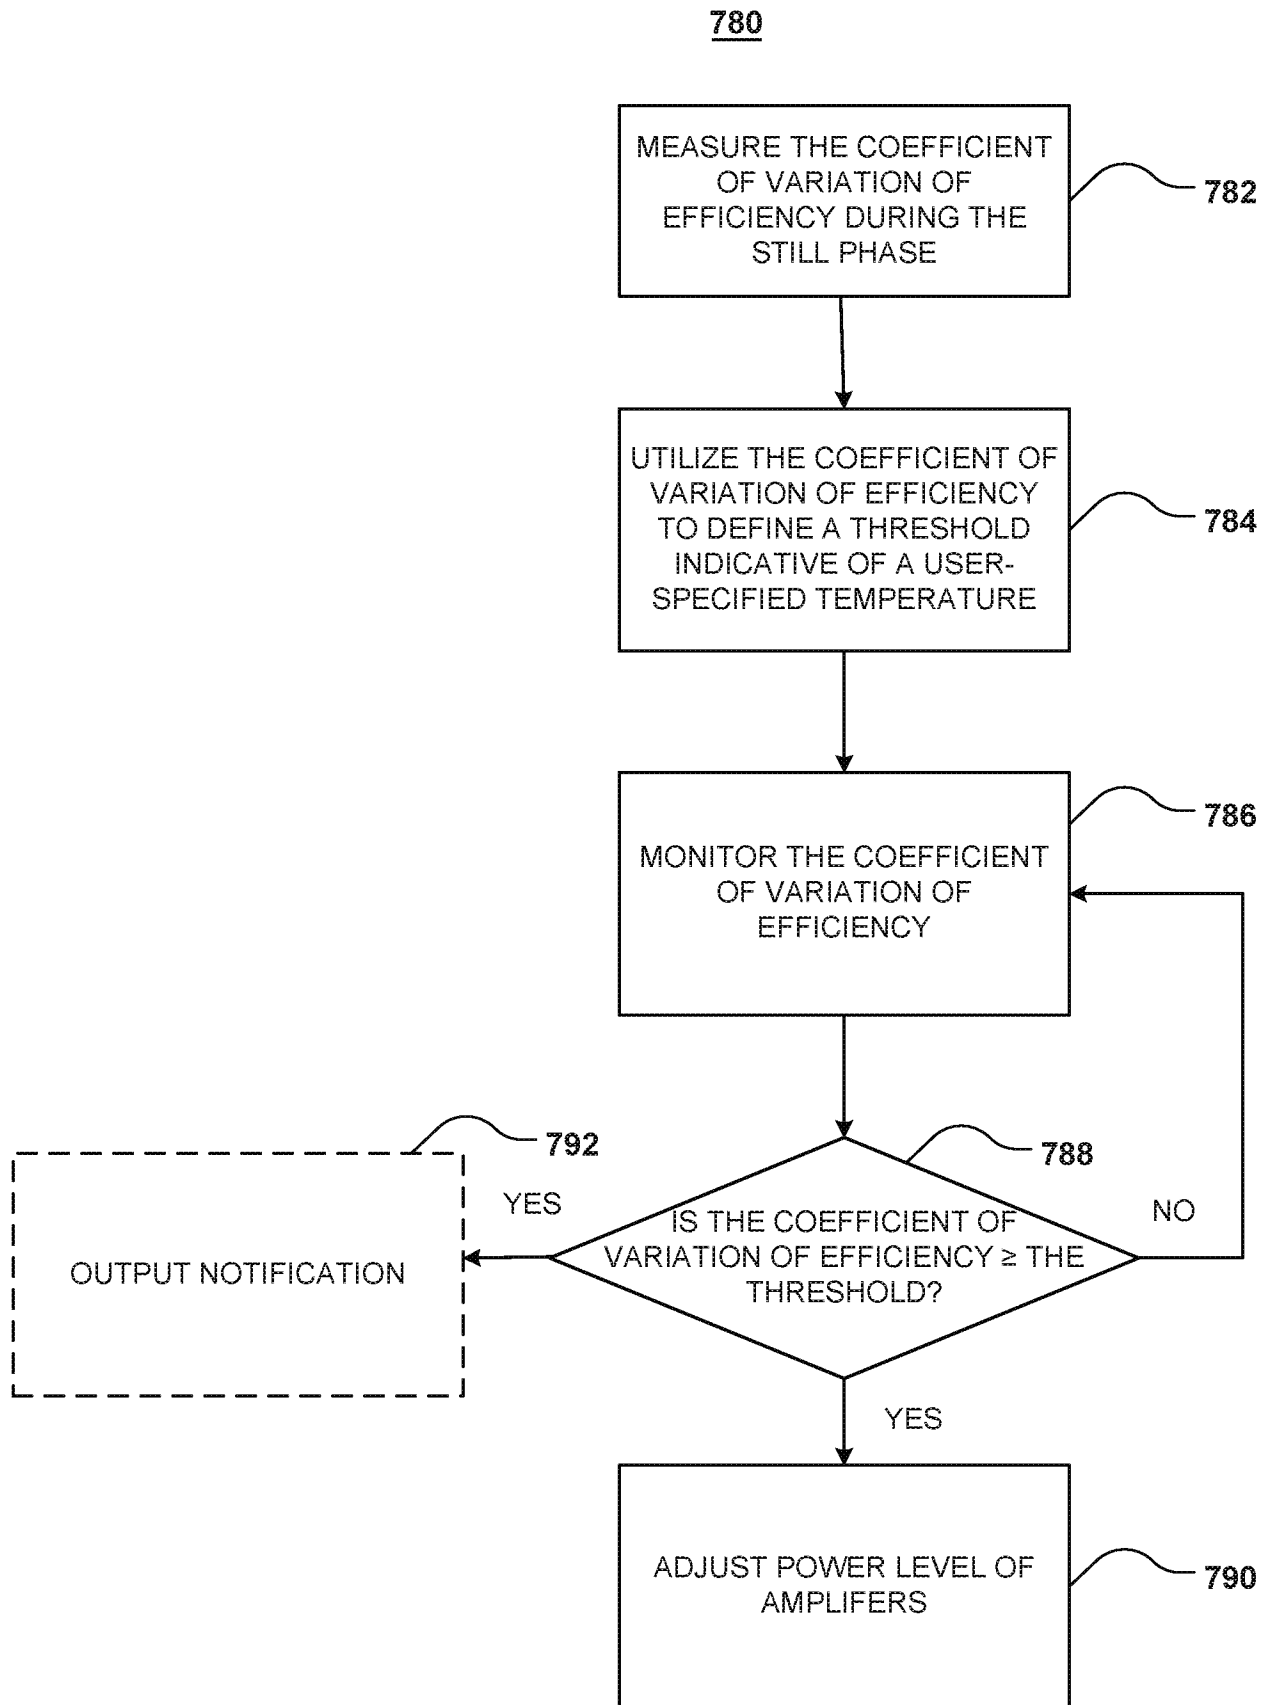 780
MEASURE THE COEFFICIENT
OF VARIATION OF
EFFICIENCY DURING THE
STILL PHASE
782
UTILIZE THE COEFFICIENT OF
VARIATION OF EFFICIENCY
TO DEFINE A THRESHOLD
INDICATIVE OF A USER-
SPECIFIED TEMPERATURE
784
MONITOR THE COEFFICIENT
OF VARIATION OF
EFFICIENCY
786
IS THE COEFFICIENT OF
VARIATION OF EFFICIENCY ≥ THE
THRESHOLD?
788
NO
YES
OUTPUT NOTIFICATION
792
YES
ADJUST POWER LEVEL OF
AMPLIFERS
790